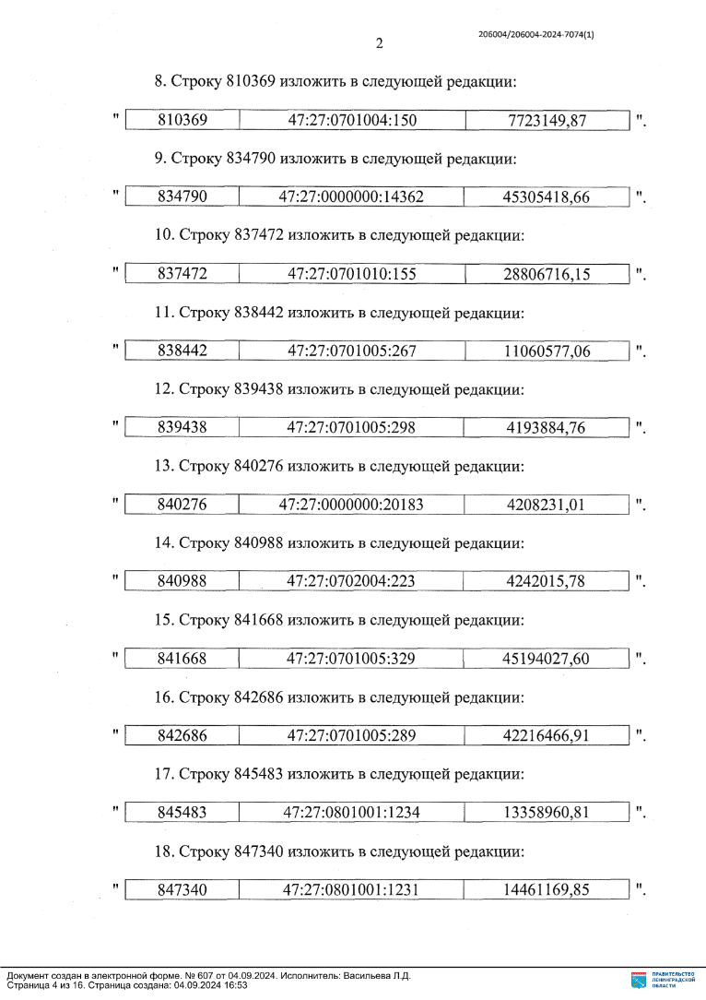 206004/206004-2024-7074(1)
2
8. Строку 810369 изложить в следующей редакции:
" 810369 47:27:0701004:150 7723149,87 ".
9. Строку 834790 изложить в следующей редакции:
" 834790 47:27:0000000:14362 45305418,66 ".
10. Строку 837472 изложить в следующей редакции:
" 837472 47:27:0701010:155 28806716,15 ".
11. Строку 838442 изложить в следующей редакции:
" 838442 47:27:0701005:267 11060577,06 ".
12. Строку 839438 изложить в следующей редакции:
" 839438 47:27:0701005:298 4193884,76 ".
13. Строку 840276 изложить в следующей редакции:
" 840276 47:27:0000000:20183 4208231,01 ".
14. Строку 840988 изложить в следующей редакции:
" 840988 47:27:0702004:223 4242015,78 ".
15. Строку 841668 изложить в следующей редакции:
" 841668 47:27:0701005:329 45194027,60 ".
16. Строку 842686 изложить в следующей редакции:
" 842686 47:27:0701005:289 42216466,91 ".
17. Строку 845483 изложить в следующей редакции:
" 845483 47:27:0801001:1234 13358960,81 ".
18. Строку 847340 изложить в следующей редакции:
" 847340 47:27:0801001:1231 14461169,85 ".
Документ создан в электронной форме. № 607 от 04.09.2024. Исполнитель: Васильева Л.Д.
Страница 4 из 16. Страница создана: 04.09.2024 16:53
ПРАВИТЕЛЬСТВО
ЛЕНИНГРАДСКОЙ
ОБЛАСТИ